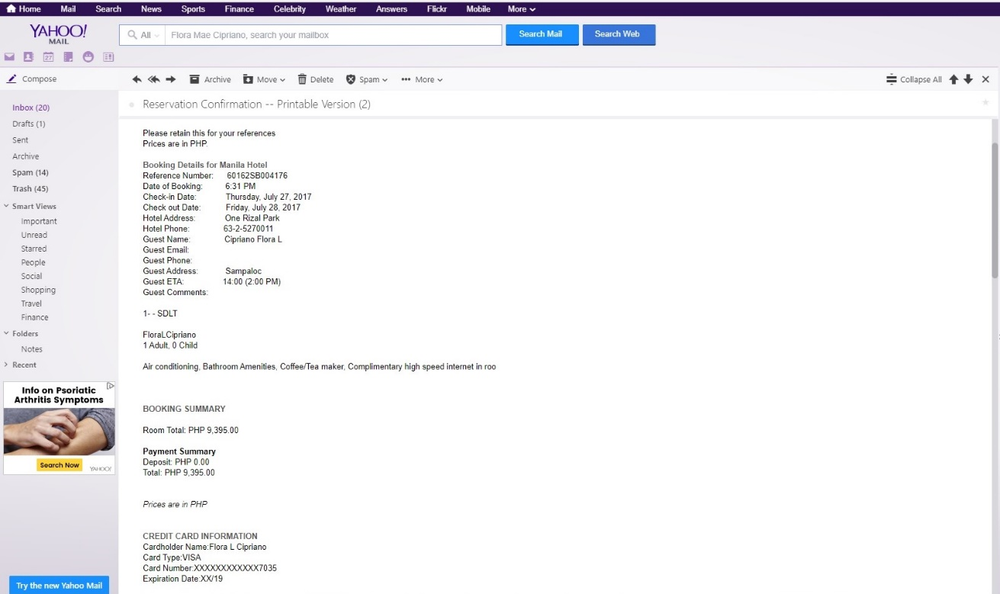 Home Mail Search News Sports Finance Celebrity Weather Answers Flickr Mobile More
YAHOO!
MAIL
All Flora Mae Cipriano, search your mailbox Search Mail Search Web
27
Compose Archive Move Delete Spam More Collapse All
Reservation Confirmation -- Printable Version (2)
Inbox (20)
Drafts (1)
Sent
Archive
Spam (14)
Trash (45)
Smart Views
Important
Unread
Starred
People
Social
Shopping
Travel
Finance
Folders
Notes
Recent
Info on Psoriatic
Arthritis Symptoms
Search Now
YAHOO!
Try the new Yahoo Mail
Please retain this for your references
Prices are in PHP.
Booking Details for Manila Hotel
Reference Number: 60162SB004176
Date of Booking: 6:31 PM
Check-in Date: Thursday, July 27, 2017
Check out Date: Friday, July 28, 2017
Hotel Address: One Rizal Park
Hotel Phone: 63-2-5270011
Guest Name: Cipriano Flora L
Guest Email:
Guest Phone:
Guest Address: Sampaloc
Guest ETA: 14:00 (2:00 PM)
Guest Comments:
1- - SDLT
FloraLCipriano
1 Adult, 0 Child
Air conditioning, Bathroom Amenities, Coffee/Tea maker, Complimentary high speed internet in roo
BOOKING SUMMARY
Room Total: PHP 9,395.00
Payment Summary
Deposit: PHP 0.00
Total: PHP 9,395.00
Prices are in PHP
CREDIT CARD INFORMATION
Cardholder Name:Flora L Cipriano
Card Type:VISA
Card Number:XXXXXXXXXXXX7035
Expiration Date:XX/19